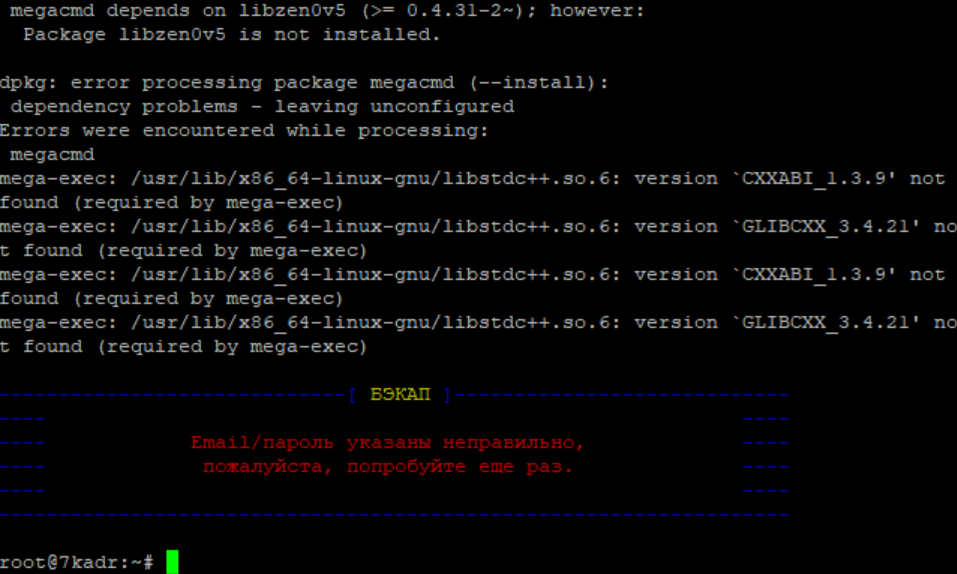 megacmd depends on libzen0v5 (>= 0.4.31-2~); however:
Package libzen0v5 is not installed.
dpkg: error processing package megacmd (--install):
dependency problems - leaving unconfigured
Errors were encountered while processing:
megacmd
mega-exec: /usr/lib/x86_64-linux-gnu/libstdc++.so.6: version `CXXABI_1.3.9' not
found (required by mega-exec)
mega-exec: /usr/lib/x86_64-linux-gnu/libstdc++.so.6: version `GLIBCXX_3.4.21' no
t found (required by mega-exec)
mega-exec: /usr/lib/x86_64-linux-gnu/libstdc++.so.6: version `CXXABI_1.3.9' not
found (required by mega-exec)
mega-exec: /usr/lib/x86_64-linux-gnu/libstdc++.so.6: version `GLIBCXX_3.4.21' no
t found (required by mega-exec)
-----------------------------[ БЭКАП ]----------------------------
---- ----
---- Email/пароль указаны неправильно, ----
---- пожалуйста, попробуйте еще раз. ----
---- ----
------------------------------------------------------------------
root@7kadr:~#